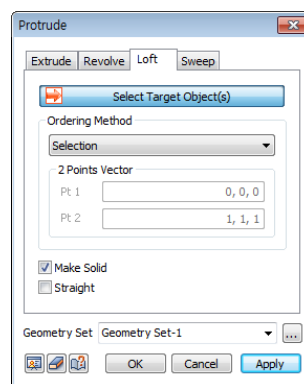 Protrude
Extrude Revolve Loft Sweep
Select Target Object(s)
Ordering Method
Selection
2 Points Vector
Pt 1 0, 0, 0
Pt 2 1, 1, 1
Make Solid
Straight
Geometry Set Geometry Set-1 ...
OK Cancel Apply